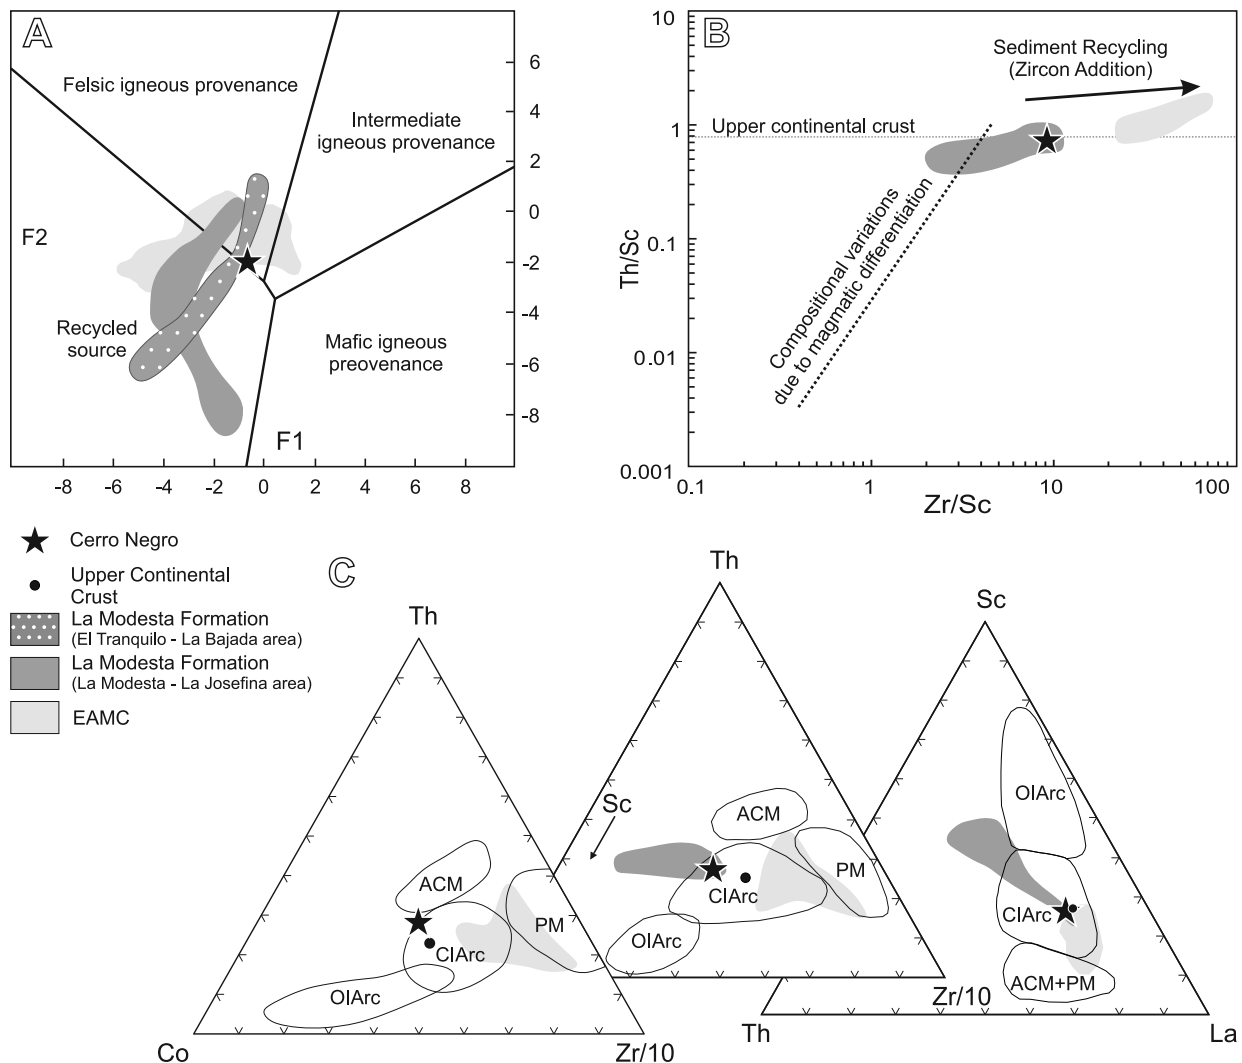 A
Felsic igneous provenance
Intermediate
igneous provenance
F2
Recycled
source
Mafic igneous
preovenance
F1
6
4
2
0
-2
-4
-6
-8
-8
-6
-4
-2
0
2
4
6
8
B
Sediment Recycling
(Zircon Addition)
Upper continental crust
Compositional variations
due to magmatic differentiation
Th/Sc
10
1
0.1
0.01
0.001
0.1
1
10
100
Zr/Sc
Cerro Negro
Upper Continental
Crust
La Modesta Formation
(El Tranquilo - La Bajada area)
La Modesta Formation
(La Modesta - La Josefina area)
EAMC
C
Th
ACM
PM
CIArc
OIArc
Co
Zr/10
Th
Sc
ACM
PM
CIArc
OIArc
Zr/10
Sc
OIArc
CIArc
ACM+PM
Th
La